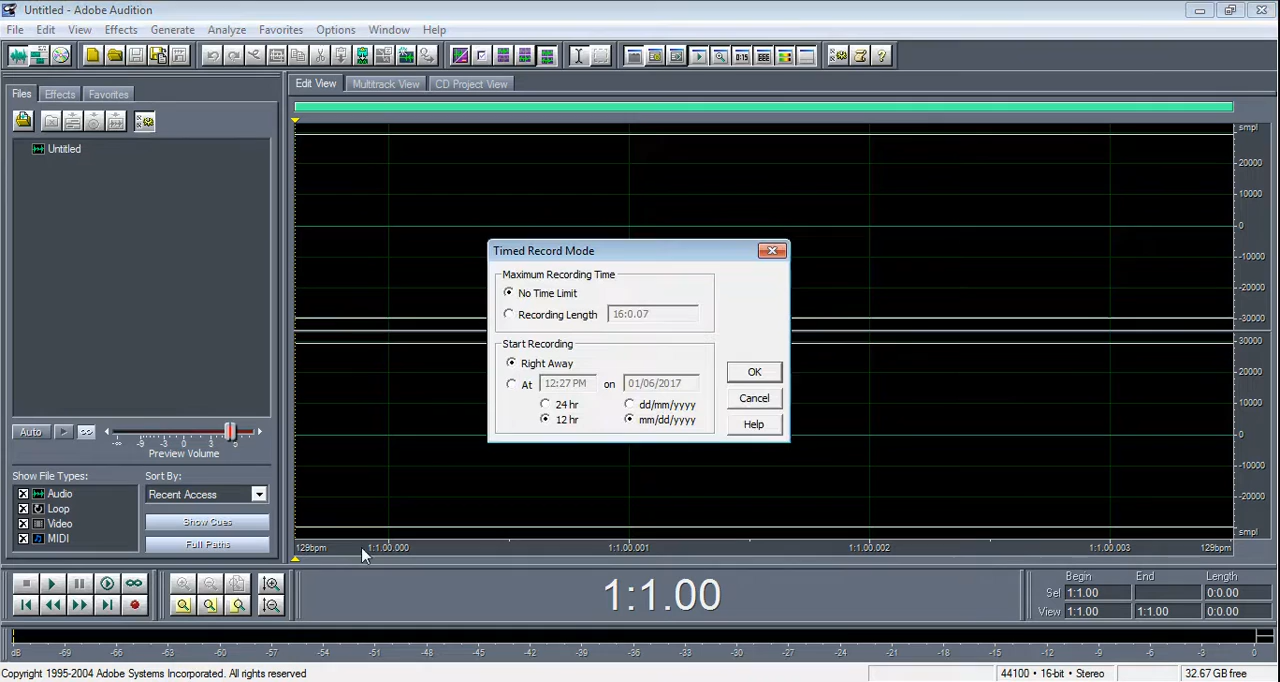 Untitled - Adobe Audition
File Edit View Effects Generate Analyze Favorites Options Window Help
Files Effects Favorites
Edit View Multitrack View CD Project View
Untitled
smpl
20000
10000
0
-10000
-20000
-30000
30000
20000
10000
0
-10000
-20000
smpl
Timed Record Mode
Maximum Recording Time
No Time Limit
Recording Length 16:0.07
Start Recording
Right Away
At 12:27 PM on 01/06/2017
24 hr dd/mm/yyyy
12 hr mm/dd/yyyy
OK
Cancel
Help
Auto
-∞ -9 -3 0 3 5
Preview Volume
Show File Types: Sort By:
Audio
Loop
Video
MIDI
Recent Access
Show Cues
Full Paths
129bpm 1:1.00.000 1:1.00.001 1:1.00.002 1:1.00.003 129bpm
1:1.00
Begin End Length
Sel 1:1.00 0:0.00
View 1:1.00 1:1.00 0:0.00
dB -69 -66 -63 -60 -57 -54 -51 -48 -45 -42 -39 -36 -33 -30 -27 -24 -21 -18 -15 -12 -9 -6 -3 0
Copyright 1995-2004 Adobe Systems Incorporated. All rights reserved 44100 • 16-bit • Stereo 32.67 GB free